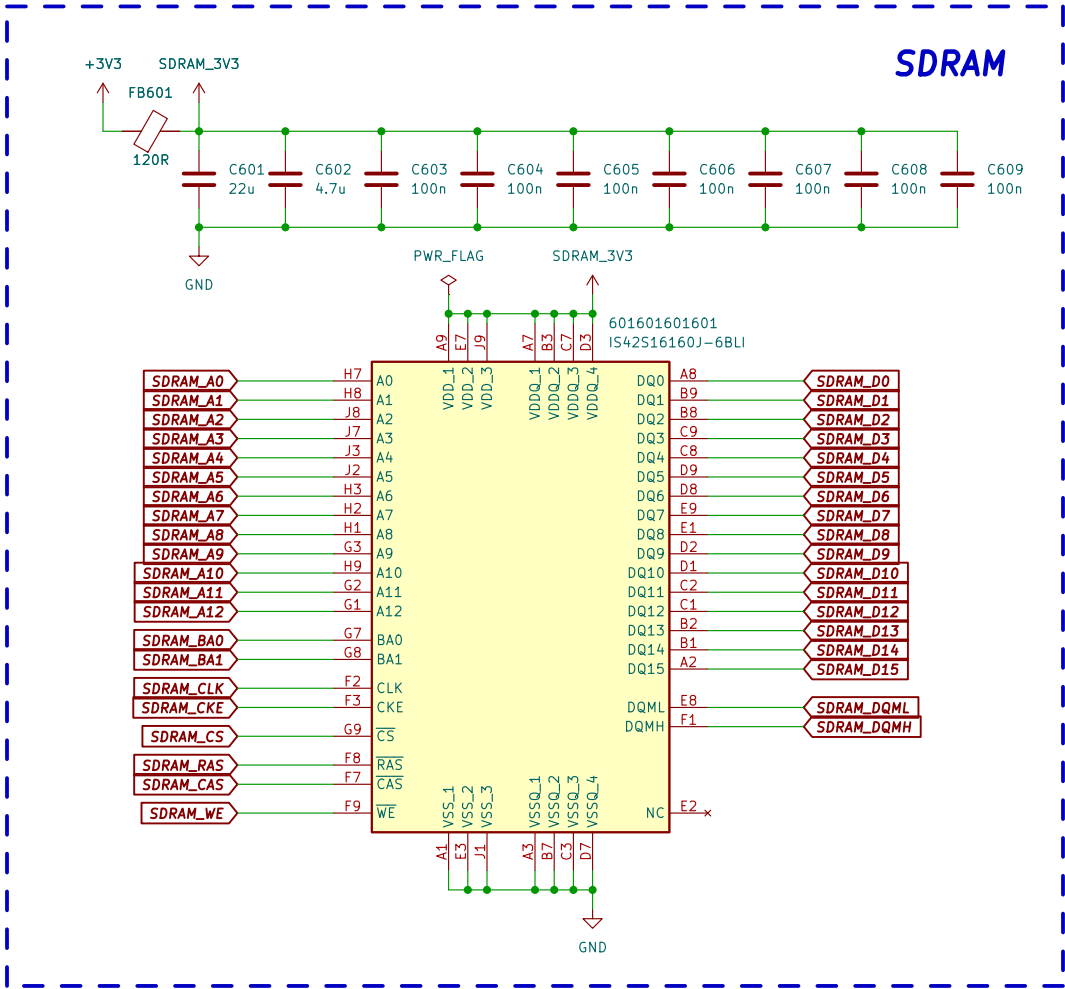 SDRAM
+3V3
SDRAM_3V3
FB601
120R
C601
22u
C602
4.7u
C603
100n
C604
100n
C605
100n
C606
100n
C607
100n
C608
100n
C609
100n
GND
PWR_FLAG
SDRAM_3V3
601601601601
IS42S16160J-6BLI
A9
E7
J9
A7
B3
C7
D3
VDD_1
VDD_2
VDD_3
VDDQ_1
VDDQ_2
VDDQ_3
VDDQ_4
SDRAM_A0 H7 A0
SDRAM_A1 H8 A1
SDRAM_A2 J8 A2
SDRAM_A3 J7 A3
SDRAM_A4 J3 A4
SDRAM_A5 J2 A5
SDRAM_A6 H3 A6
SDRAM_A7 H2 A7
SDRAM_A8 H1 A8
SDRAM_A9 G3 A9
SDRAM_A10 H9 A10
SDRAM_A11 G2 A11
SDRAM_A12 G1 A12
SDRAM_BA0 G7 BA0
SDRAM_BA1 G8 BA1
SDRAM_CLK F2 CLK
SDRAM_CKE F3 CKE
SDRAM_CS G9 CS
SDRAM_RAS F8 RAS
SDRAM_CAS F7 CAS
SDRAM_WE F9 WE
DQ0 A8 SDRAM_D0
DQ1 B9 SDRAM_D1
DQ2 B8 SDRAM_D2
DQ3 C9 SDRAM_D3
DQ4 C8 SDRAM_D4
DQ5 D9 SDRAM_D5
DQ6 D8 SDRAM_D6
DQ7 E9 SDRAM_D7
DQ8 E1 SDRAM_D8
DQ9 D2 SDRAM_D9
DQ10 D1 SDRAM_D10
DQ11 C2 SDRAM_D11
DQ12 C1 SDRAM_D12
DQ13 B2 SDRAM_D13
DQ14 B1 SDRAM_D14
DQ15 A2 SDRAM_D15
DQML E8 SDRAM_DQML
DQMH F1 SDRAM_DQMH
NC E2
VSS_1
VSS_2
VSS_3
VSSQ_1
VSSQ_2
VSSQ_3
VSSQ_4
A1
E3
J1
A3
B7
C3
D7
GND